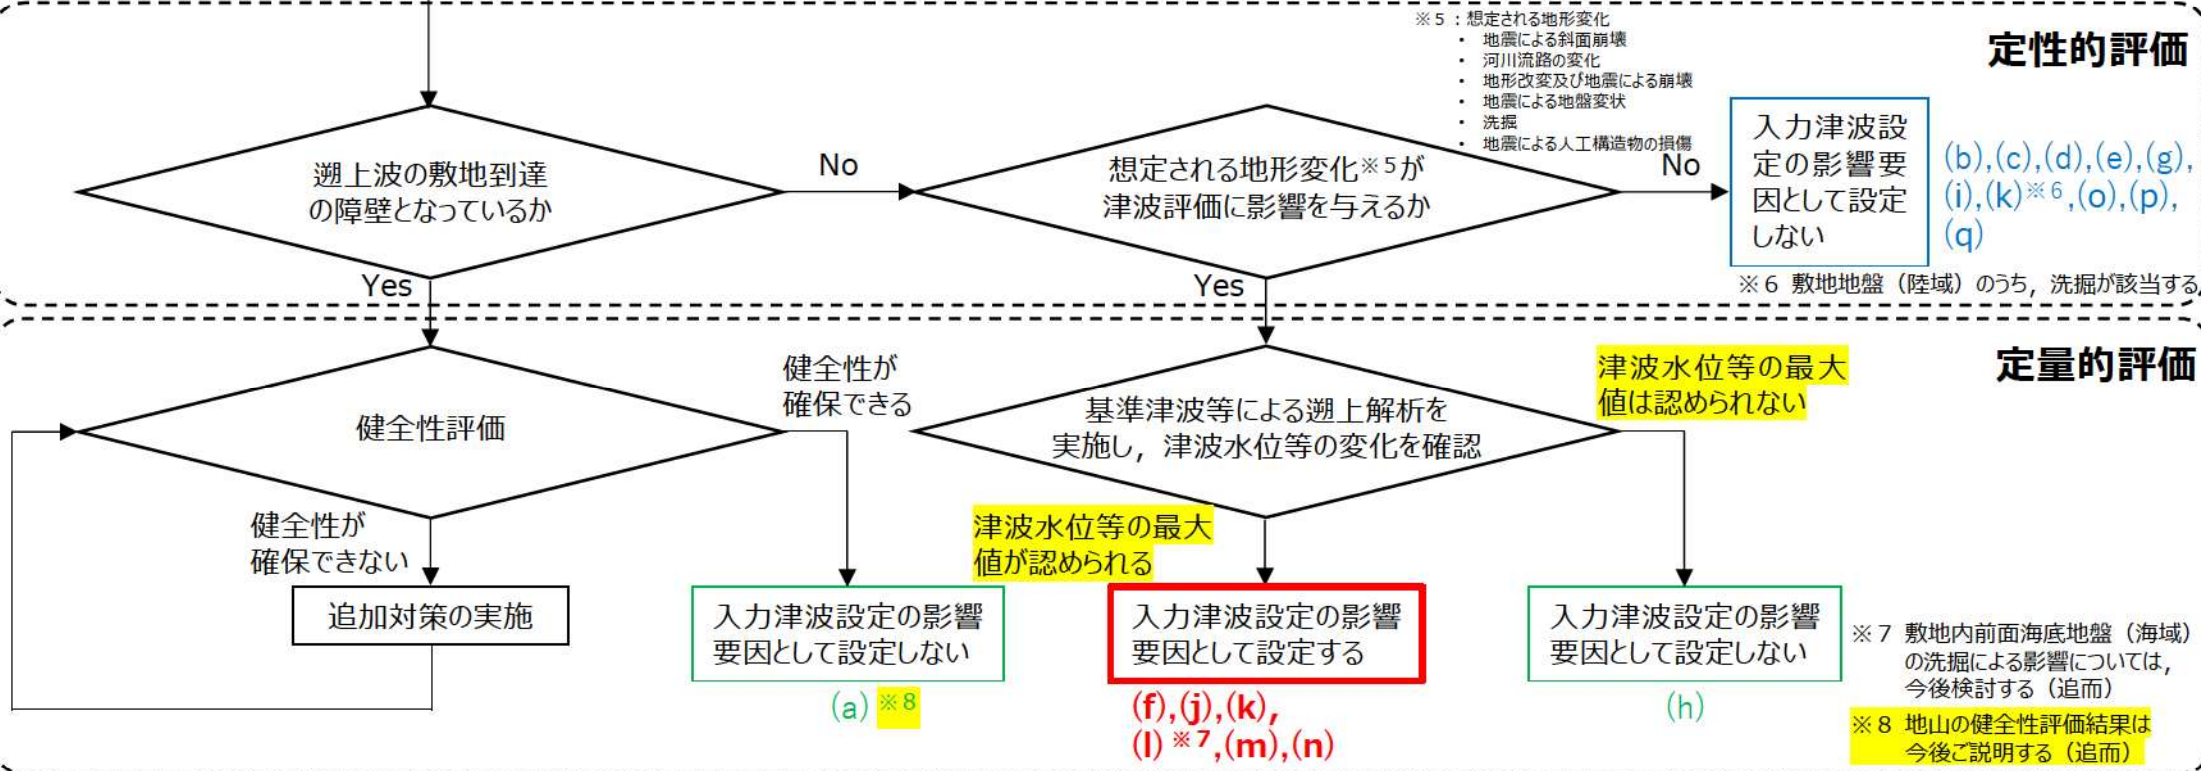 ※5：想定される地形変化
・ 地震による斜面崩壊
・ 河川流路の変化
・ 地形改変及び地震による崩壊
・ 地震による地盤変状
・ 洗掘
・ 地震による人工構造物の損傷
定性的評価
遡上波の敷地到達
の障壁となっているか
No
Yes
想定される地形変化※5が
津波評価に影響を与えるか
No
Yes
入力津波設
定の影響要
因として設定
しない
(b),(c),(d),(e),(g),
(i),(k)※6,(o),(p),
(q)
※6 敷地地盤（陸域）のうち，洗掘が該当する
定量的評価
健全性評価
健全性が
確保できる
健全性が
確保できない
追加対策の実施
基準津波等による遡上解析を
実施し，津波水位等の変化を確認
津波水位等の最大
値は認められない
津波水位等の最大
値が認められる
入力津波設定の影響
要因として設定しない
(a)※8
入力津波設定の影響
要因として設定する
(f),(j),(k),
(l)※7,(m),(n)
入力津波設定の影響
要因として設定しない
(h)
※7 敷地内前面海底地盤（海域）
の洗掘による影響については，
今後検討する（追而）
※8 地山の健全性評価結果は
今後ご説明する（追而）